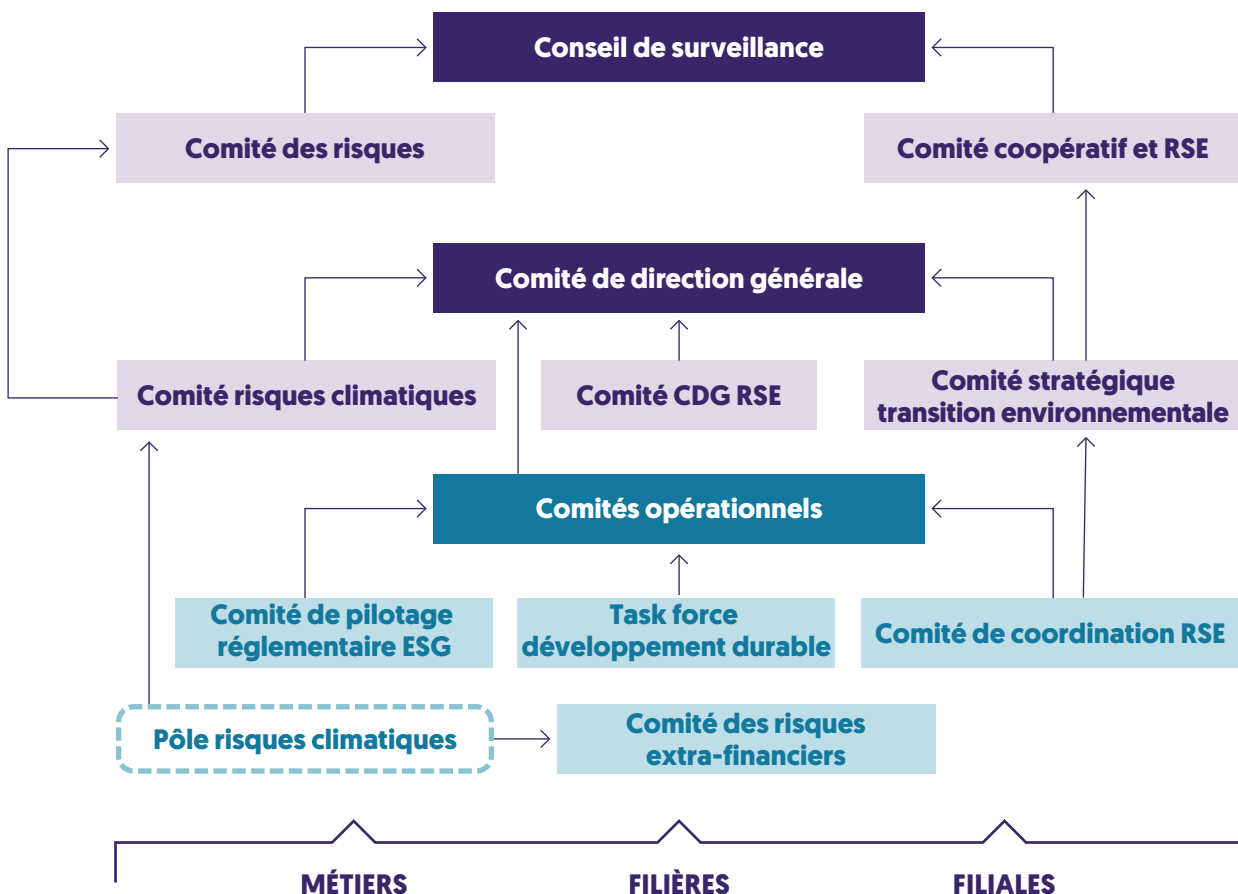 Conseil de surveillance
Comité des risques
Comité coopératif et RSE
Comité de direction générale
Comité risques climatiques
Comité CDG RSE
Comité stratégique
transition environnementale
Comités opérationnels
Comité de pilotage
réglementaire ESG
Task force
développement durable
Comité de coordination RSE
Pôle risques climatiques
Comité des risques
extra-financiers
MÉTIERS
FILIÈRES
FILIALES